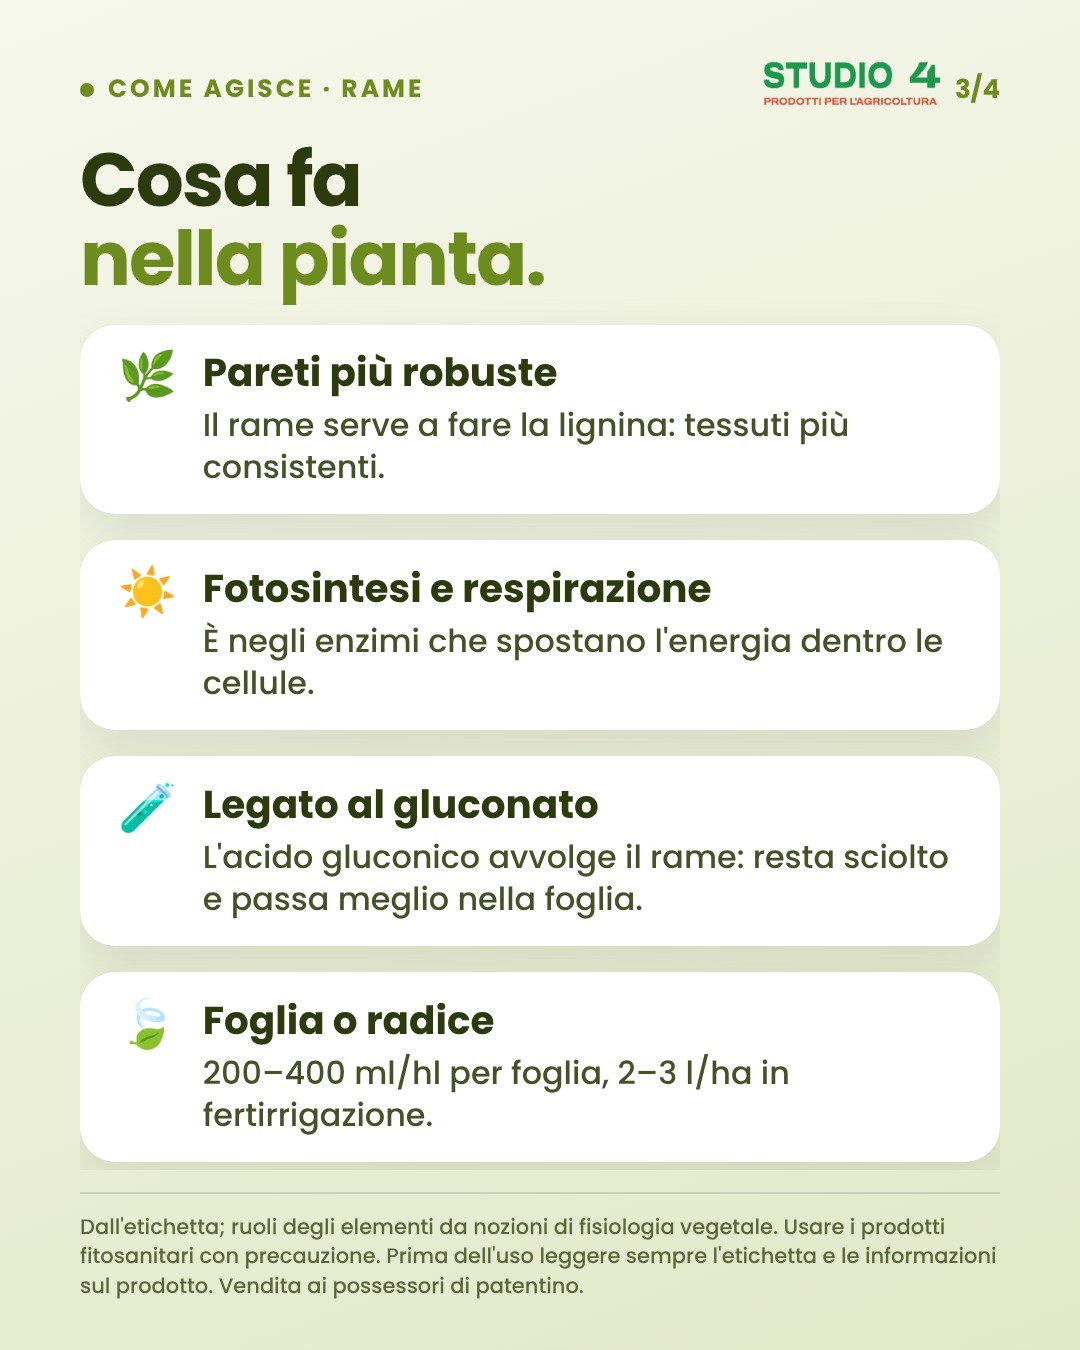 COME AGISCE · RAME
STUDIO 4
PRODOTTI PER L'AGRICOLTURA
3/4
Cosa fa
nella pianta.
Pareti più robuste
Il rame serve a fare la lignina: tessuti più
consistenti.
Fotosintesi e respirazione
È negli enzimi che spostano l'energia dentro le
cellule.
Legato al gluconato
L'acido gluconico avvolge il rame: resta sciolto
e passa meglio nella foglia.
Foglia o radice
200–400 ml/hl per foglia, 2–3 l/ha in
fertirrigazione.
Dall'etichetta; ruoli degli elementi da nozioni di fisiologia vegetale. Usare i prodotti
fitosanitari con precauzione. Prima dell'uso leggere sempre l'etichetta e le informazioni
sul prodotto. Vendita ai possessori di patentino.